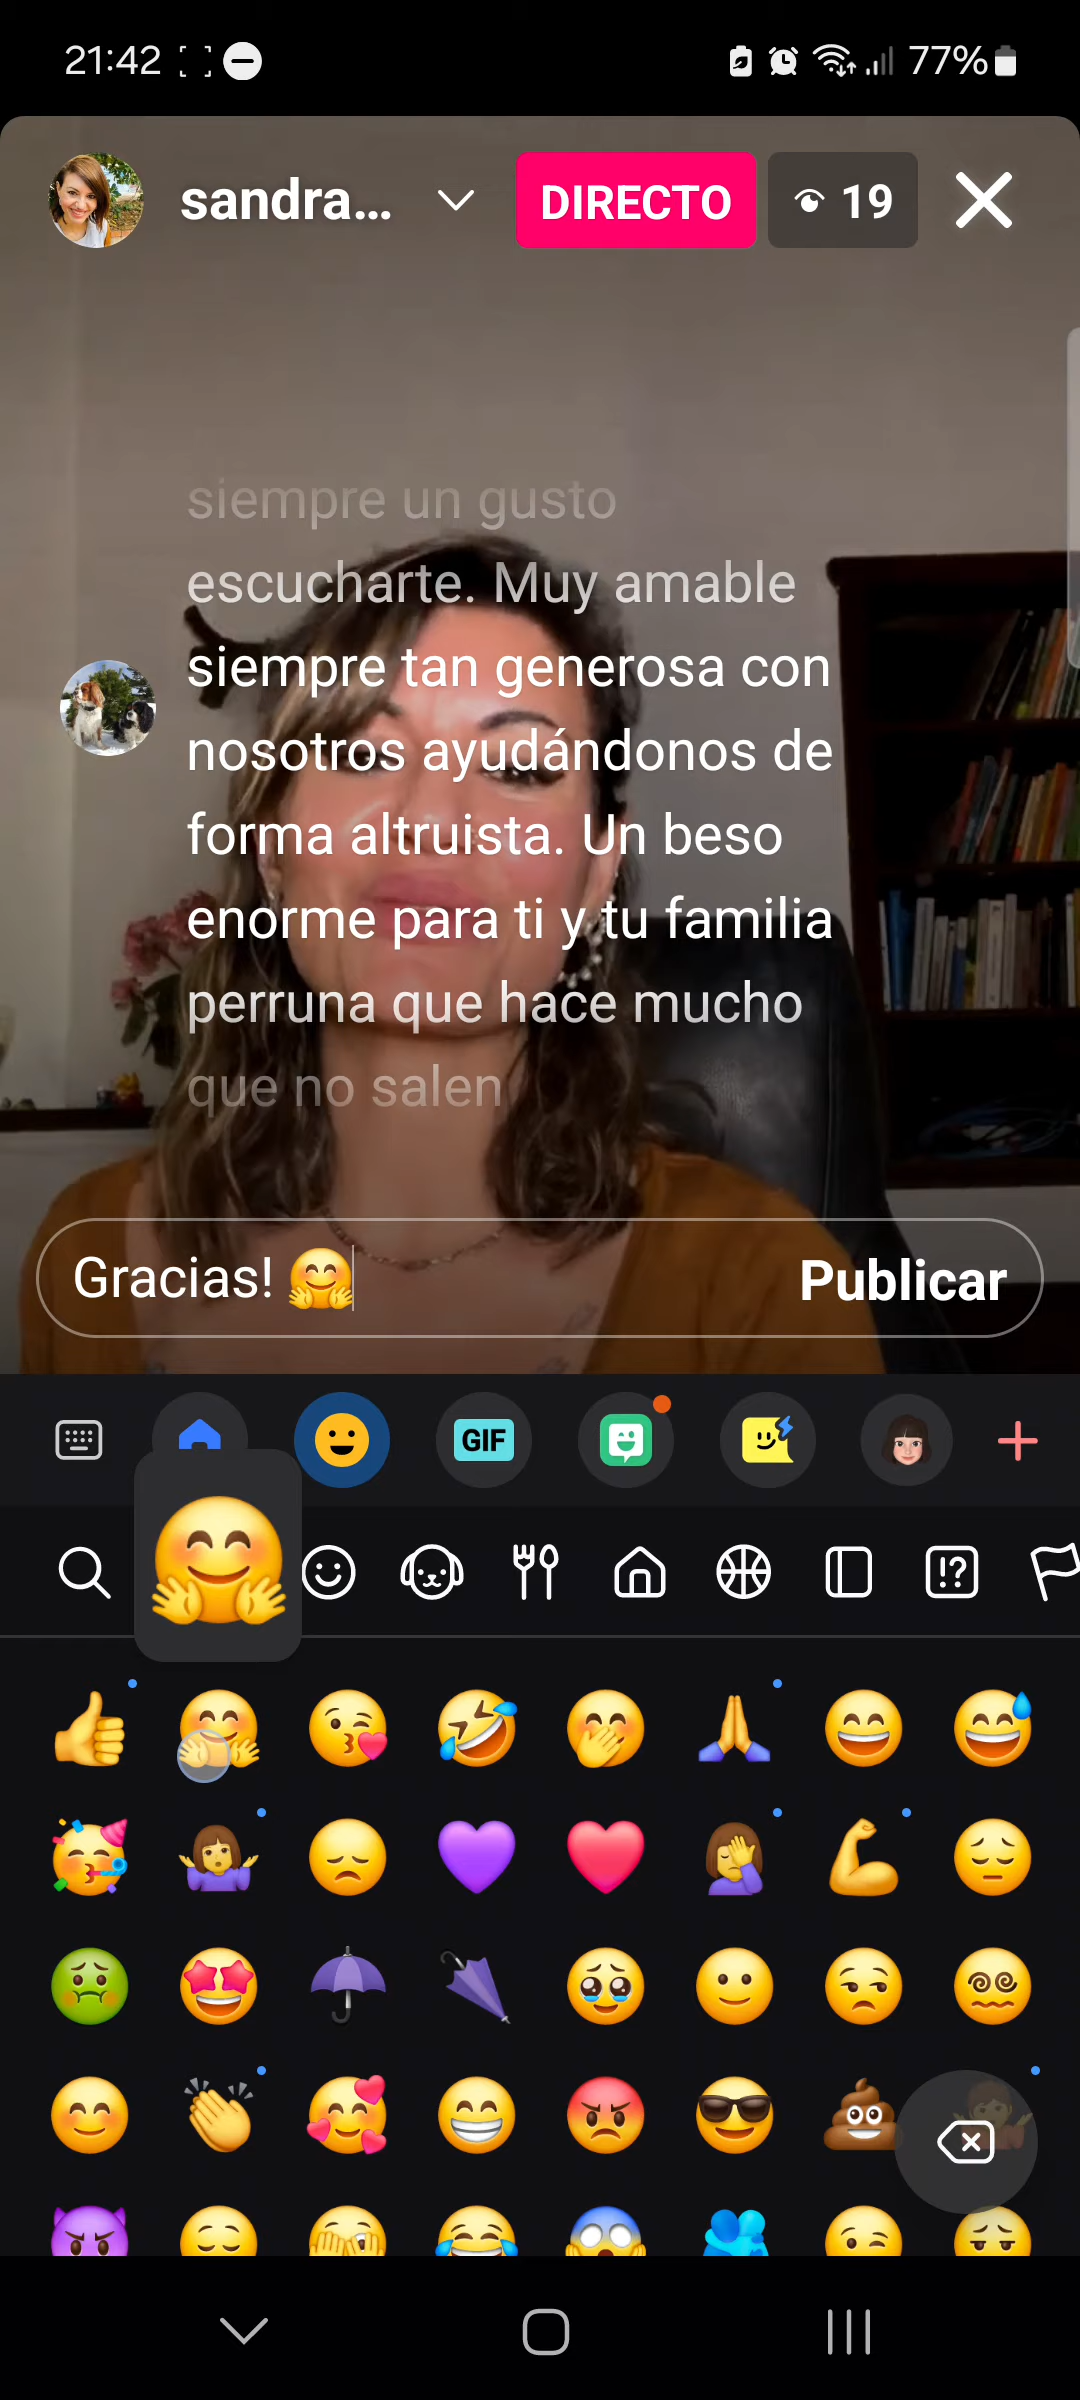 21:42
77%
sandra...
DIRECTO
19
siempre un gusto
escucharte. Muy amable
siempre tan generosa con
nosotros ayudándonos de
forma altruista. Un beso
enorme para ti y tu familia
perruna que hace mucho
que no salen
Gracias! 🤗
Publicar
GIF
!?